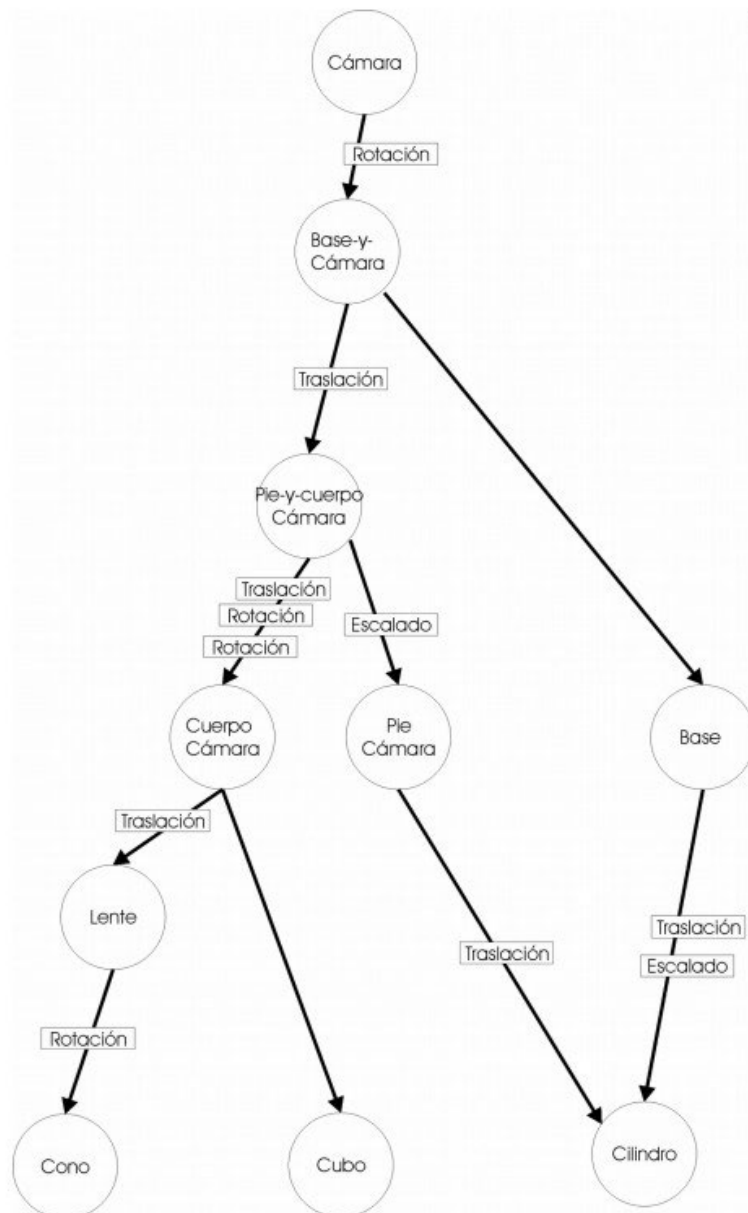 Cámara
Rotación
Base-y-
Cámara
Traslación
Pie-y-cuerpo
Cámara
Traslación
Rotación
Rotación
Escalado
Cuerpo
Cámara
Pie
Cámara
Base
Traslación
Lente
Traslación
Traslación
Escalado
Rotación
Cono
Cubo
Cilindro